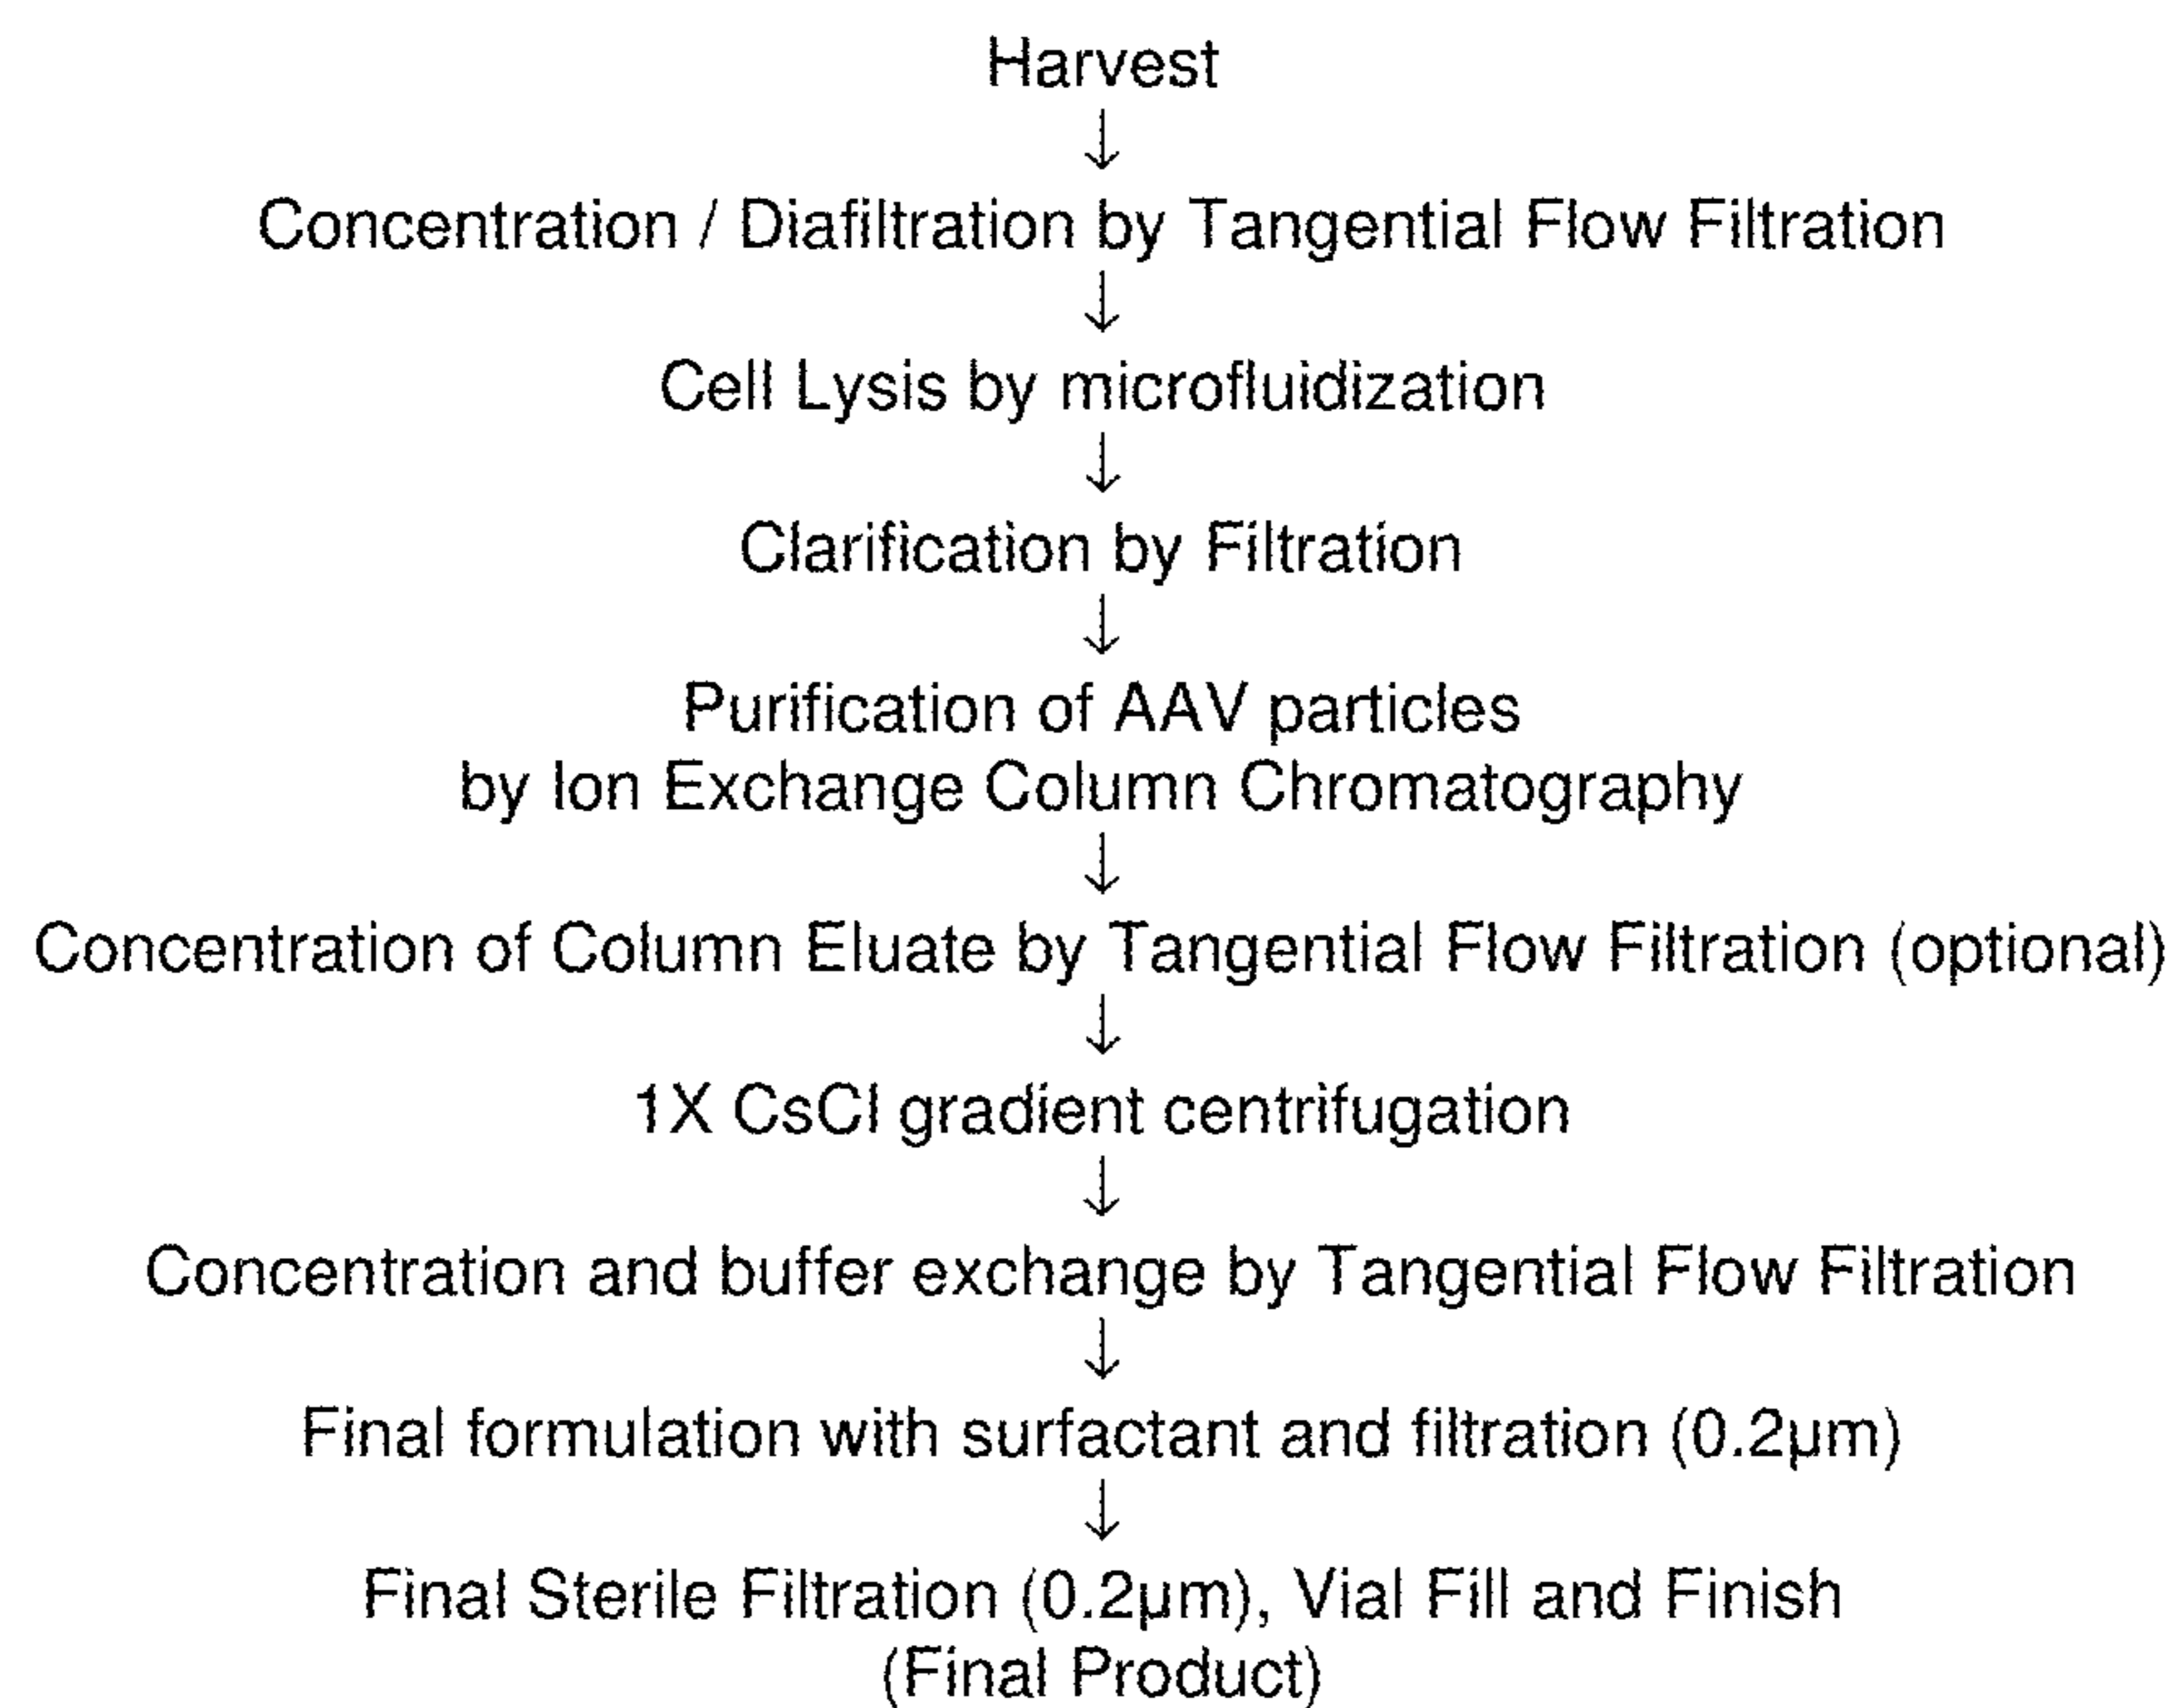 Harvest
↓
Concentration / Diafiltration by Tangential Flow Filtration
↓
Cell Lysis by microfluidization
↓
Clarification by Filtration
↓
Purification of AAV particles
by Ion Exchange Column Chromatography
↓
Concentration of Column Eluate by Tangential Flow Filtration (optional)
↓
1X CsCl gradient centrifugation
↓
Concentration and buffer exchange by Tangential Flow Filtration
↓
Final formulation with surfactant and filtration (0.2µm)
↓
Final Sterile Filtration (0.2µm), Vial Fill and Finish
(Final Product)